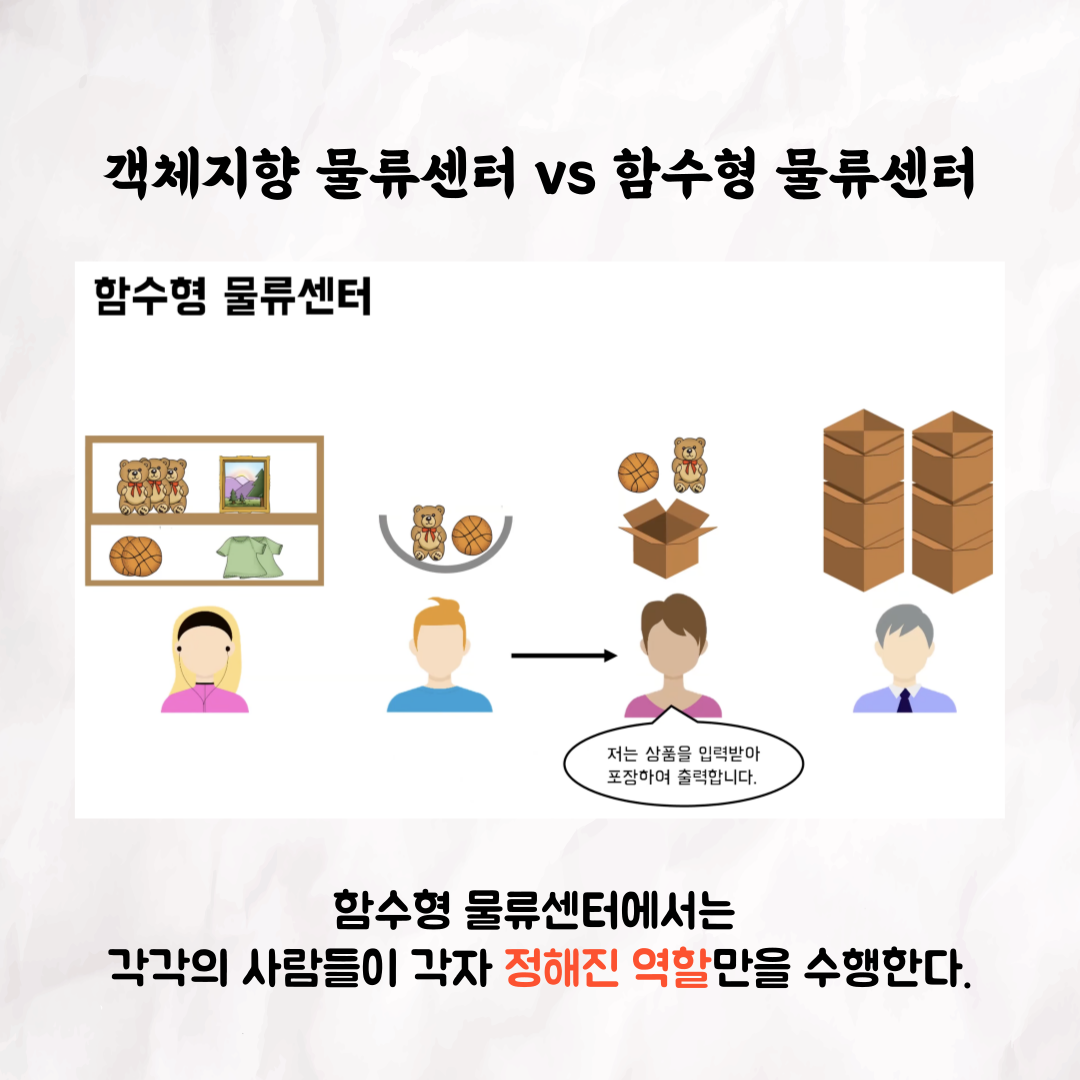 객체지향 물류센터 vs 함수형 물류센터
함수형 물류센터
저는 상품을 입력받아
포장하여 출력합니다.
함수형 물류센터에서는
각각의 사람들이 각자 정해진 역할만을 수행한다.